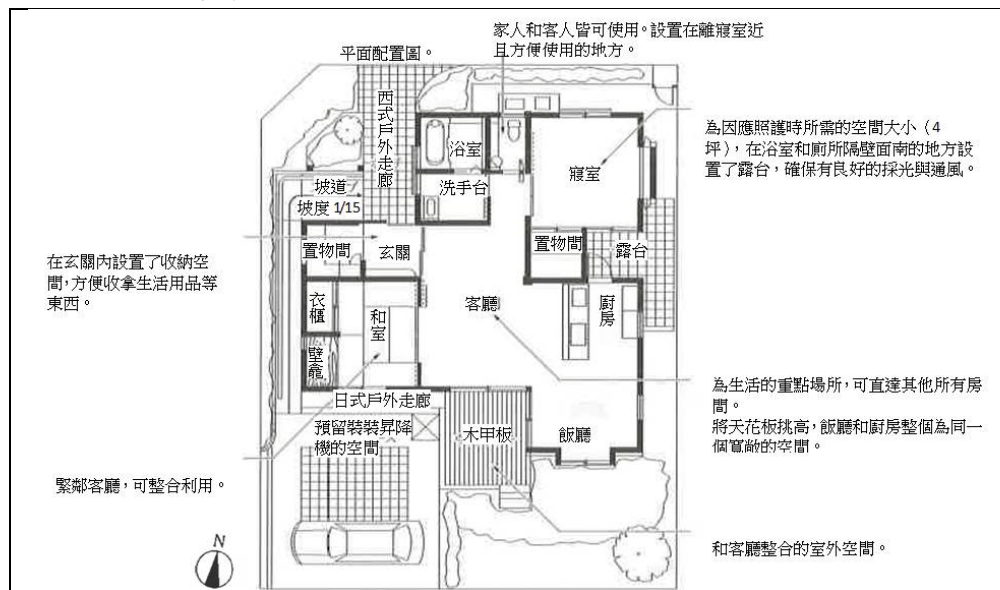 家人和客人皆可使用。設置在離寢室近
且方便使用的地方。
平面配置圖。
西式戶外走廊
浴室
洗手台
寢室
為因應照護時所需的空間大小（4
坪），在浴室和廁所隔壁面南的地方設
置了露台，確保有良好的採光與通風。
坡道
坡度 1/15
置物間
玄關
置物間
露台
在玄關內設置了收納空
間，方便收拿生活用品等
東西。
衣櫃
和室
客廳
廚房
壁龕
日式戶外走廊
預留裝裝昇降
機的空間
木甲板
飯廳
為生活的重點場所，可直達其他所有房
間。
將天花板挑高，飯廳和廚房整個為同一
個寬敞的空間。
緊鄰客廳，可整合利用。
N
和客廳整合的室外空間。